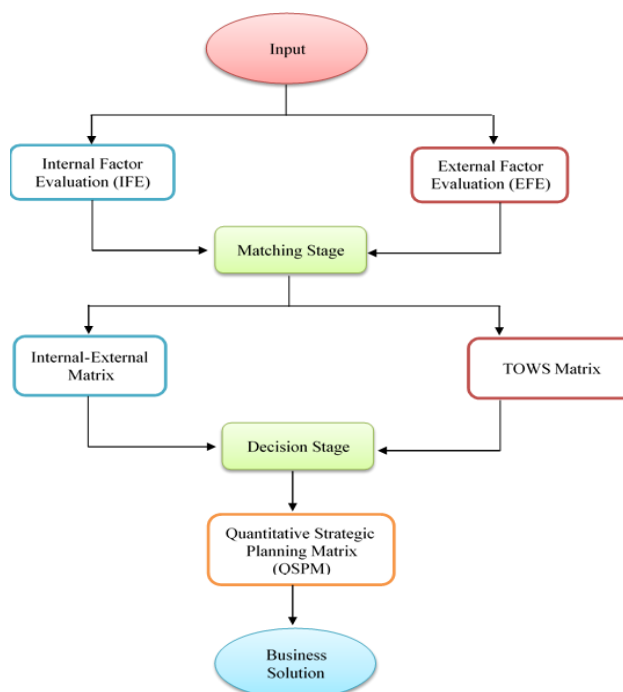 Input
Internal Factor
Evaluation (IFE)
External Factor
Evaluation (EFE)
Matching Stage
Internal-External
Matrix
TOWS Matrix
Decision Stage
Quantitative Strategic
Planning Matrix
(QSPM)
Business
Solution